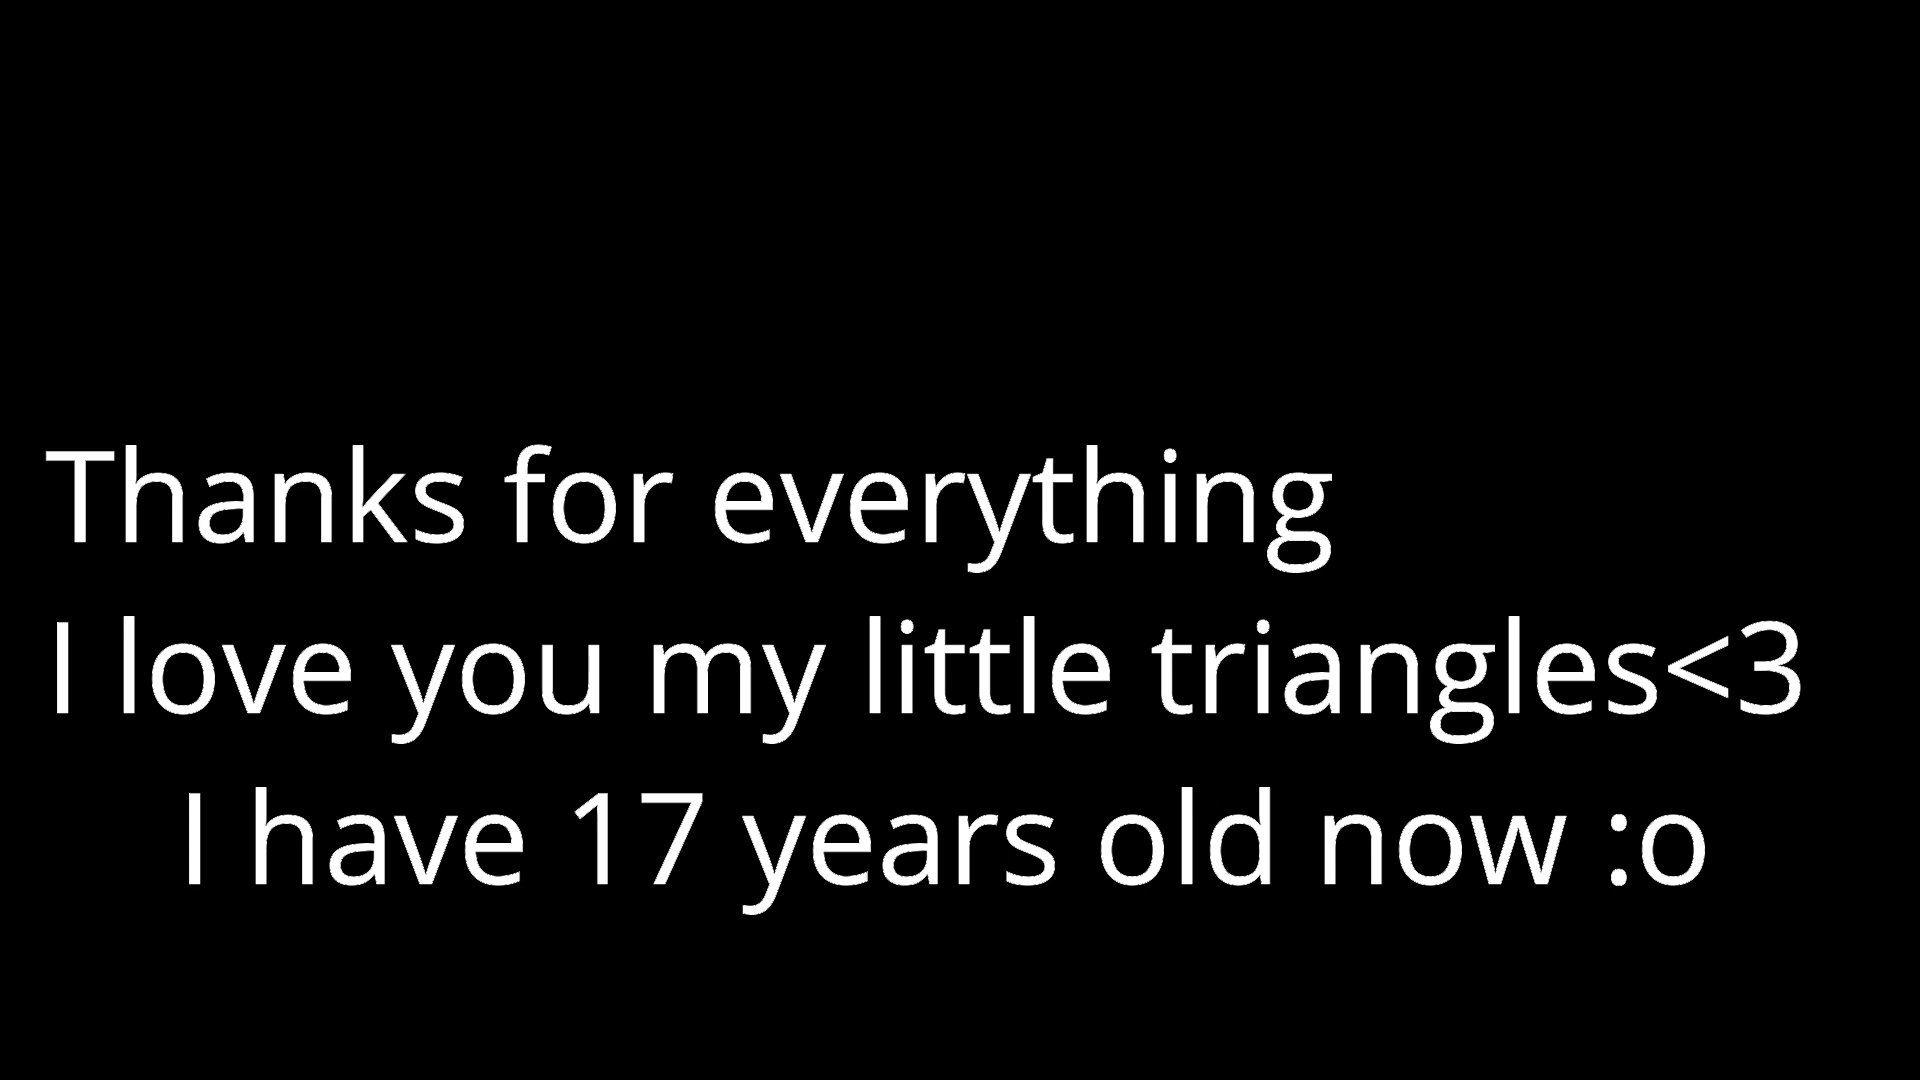 Thanks for everything
I love you my little triangles<3
I have 17 years old now :o